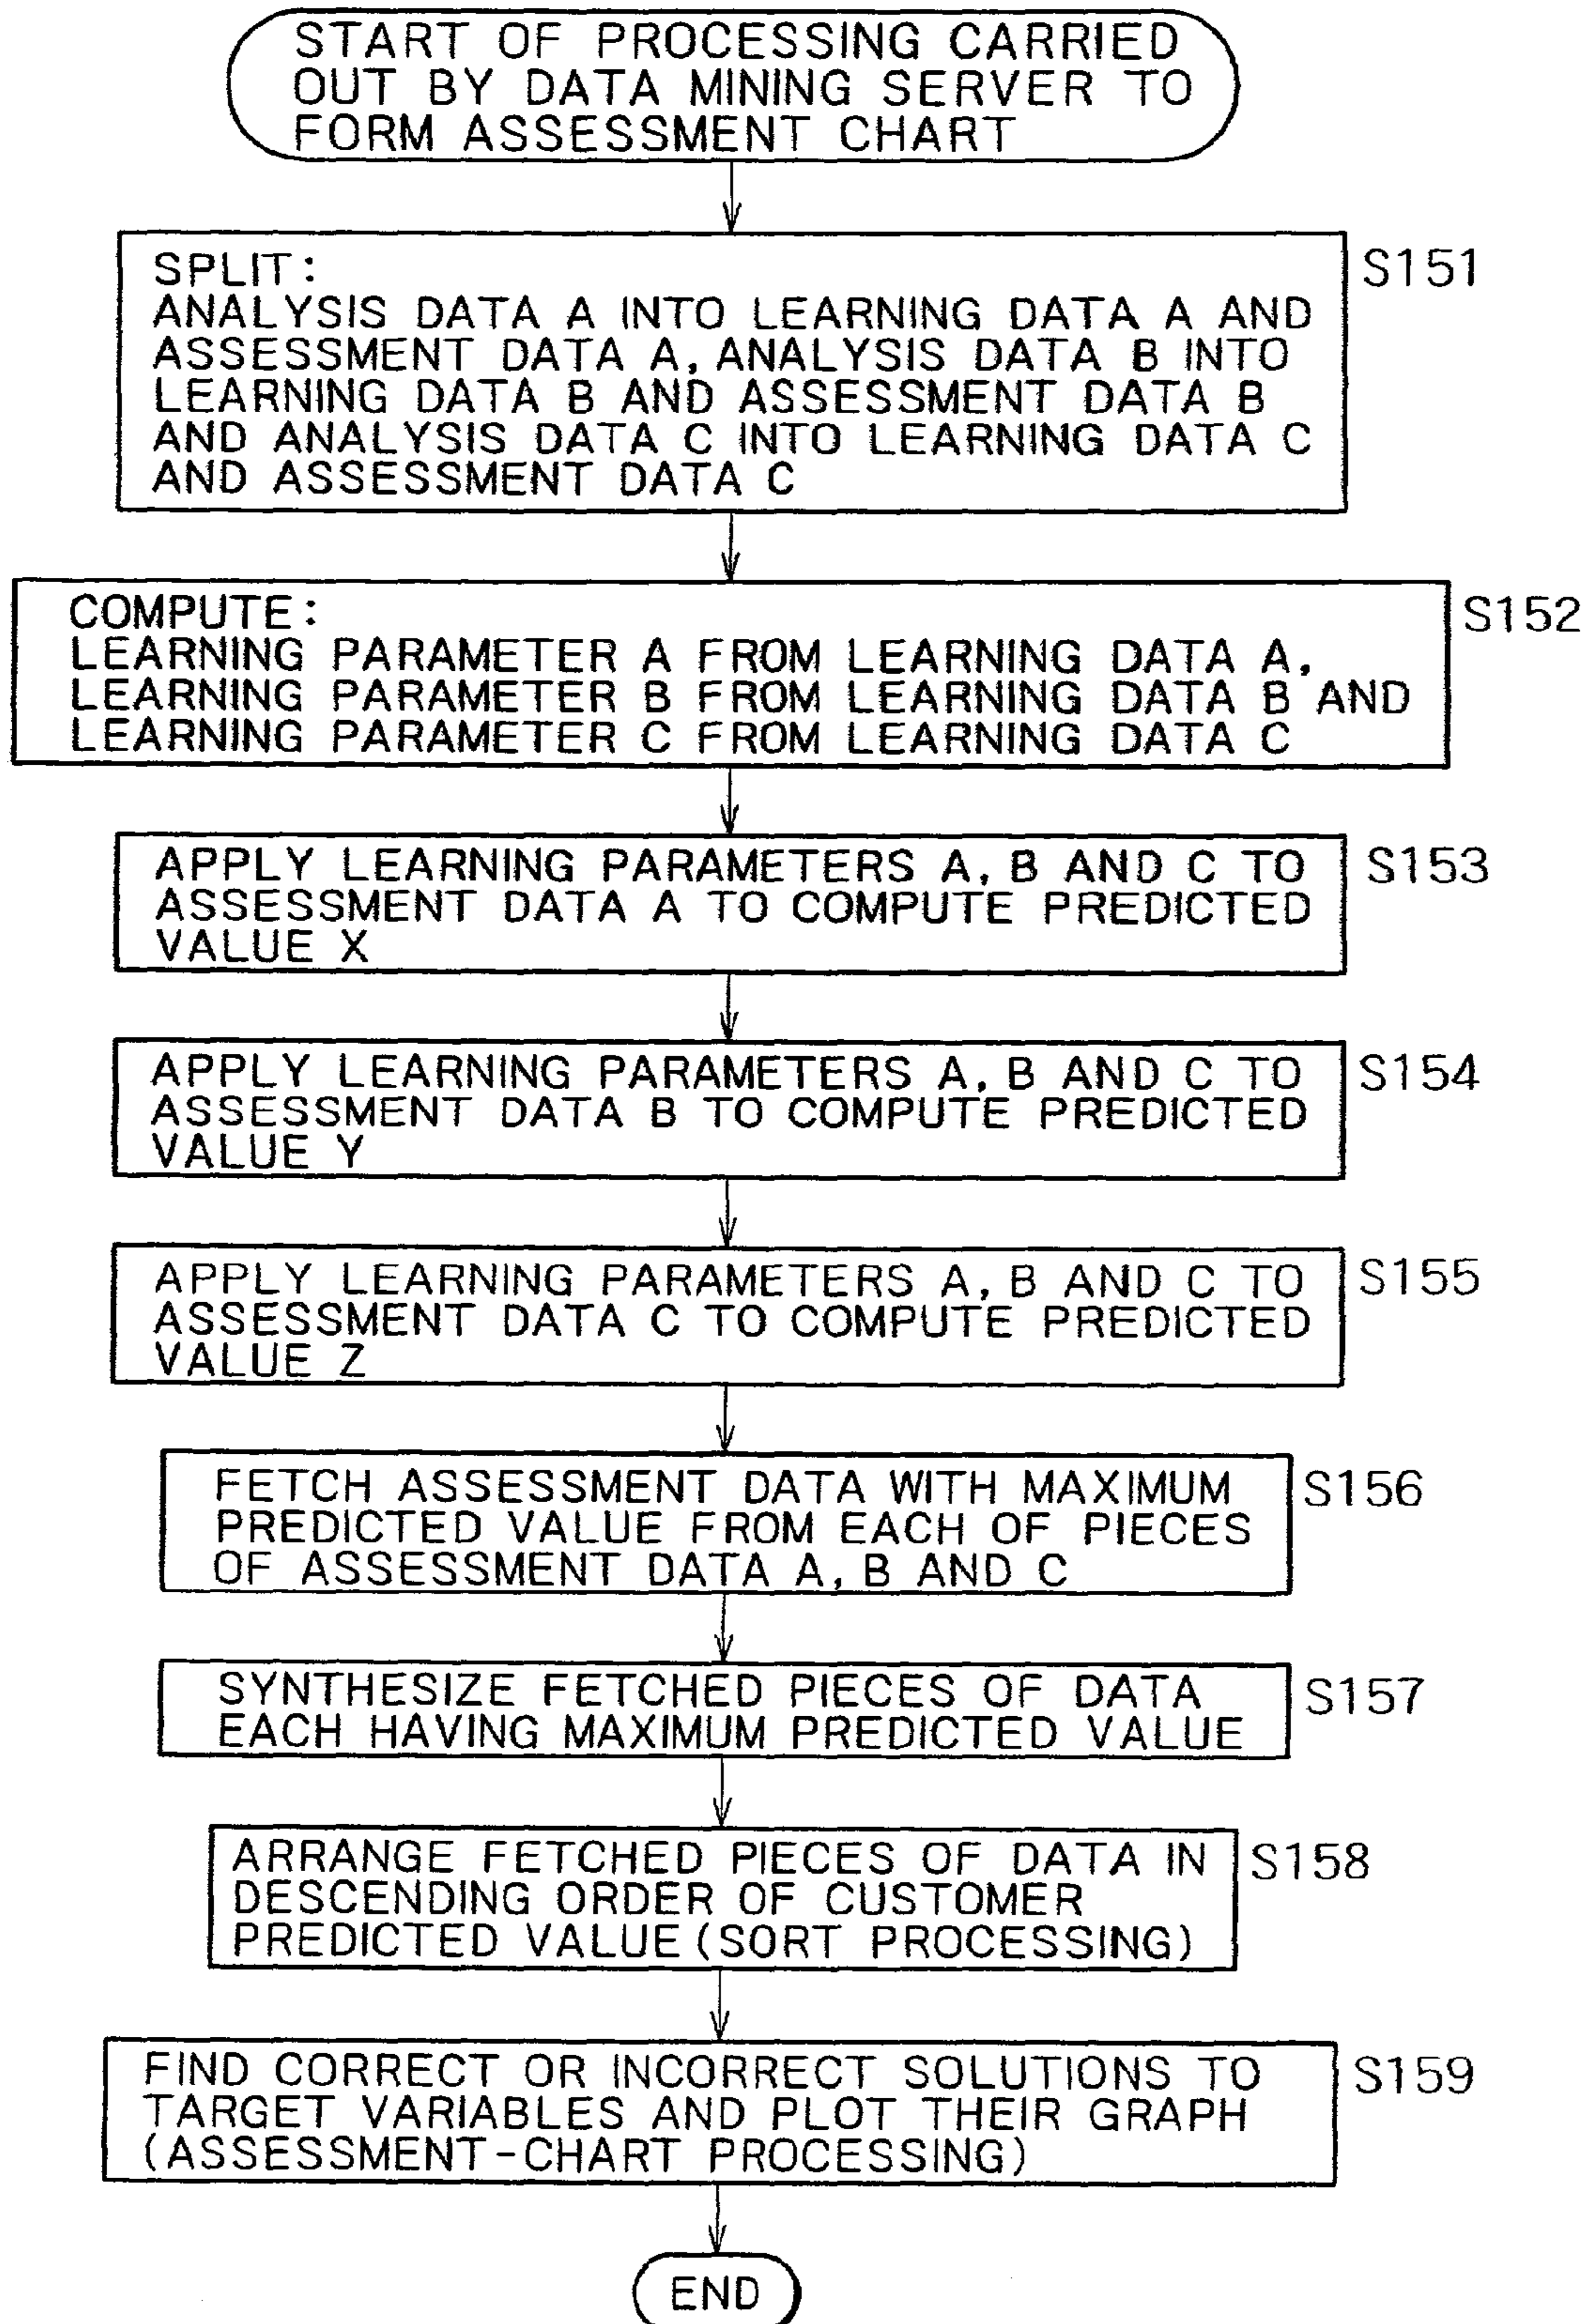 START OF PROCESSING CARRIED
OUT BY DATA MINING SERVER TO
FORM ASSESSMENT CHART
SPLIT:
ANALYSIS DATA A INTO LEARNING DATA A AND
ASSESSMENT DATA A, ANALYSIS DATA B INTO
LEARNING DATA B AND ASSESSMENT DATA B
AND ANALYSIS DATA C INTO LEARNING DATA C
AND ASSESSMENT DATA C
S151
COMPUTE:
LEARNING PARAMETER A FROM LEARNING DATA A,
LEARNING PARAMETER B FROM LEARNING DATA B AND
LEARNING PARAMETER C FROM LEARNING DATA C
S152
APPLY LEARNING PARAMETERS A, B AND C TO
ASSESSMENT DATA A TO COMPUTE PREDICTED
VALUE X
S153
APPLY LEARNING PARAMETERS A, B AND C TO
ASSESSMENT DATA B TO COMPUTE PREDICTED
VALUE Y
S154
APPLY LEARNING PARAMETERS A, B AND C TO
ASSESSMENT DATA C TO COMPUTE PREDICTED
VALUE Z
S155
FETCH ASSESSMENT DATA WITH MAXIMUM
PREDICTED VALUE FROM EACH OF PIECES
OF ASSESSMENT DATA A, B AND C
S156
SYNTHESIZE FETCHED PIECES OF DATA
EACH HAVING MAXIMUM PREDICTED VALUE
S157
ARRANGE FETCHED PIECES OF DATA IN
DESCENDING ORDER OF CUSTOMER
PREDICTED VALUE (SORT PROCESSING)
S158
FIND CORRECT OR INCORRECT SOLUTIONS TO
TARGET VARIABLES AND PLOT THEIR GRAPH
(ASSESSMENT-CHART PROCESSING)
S159
END